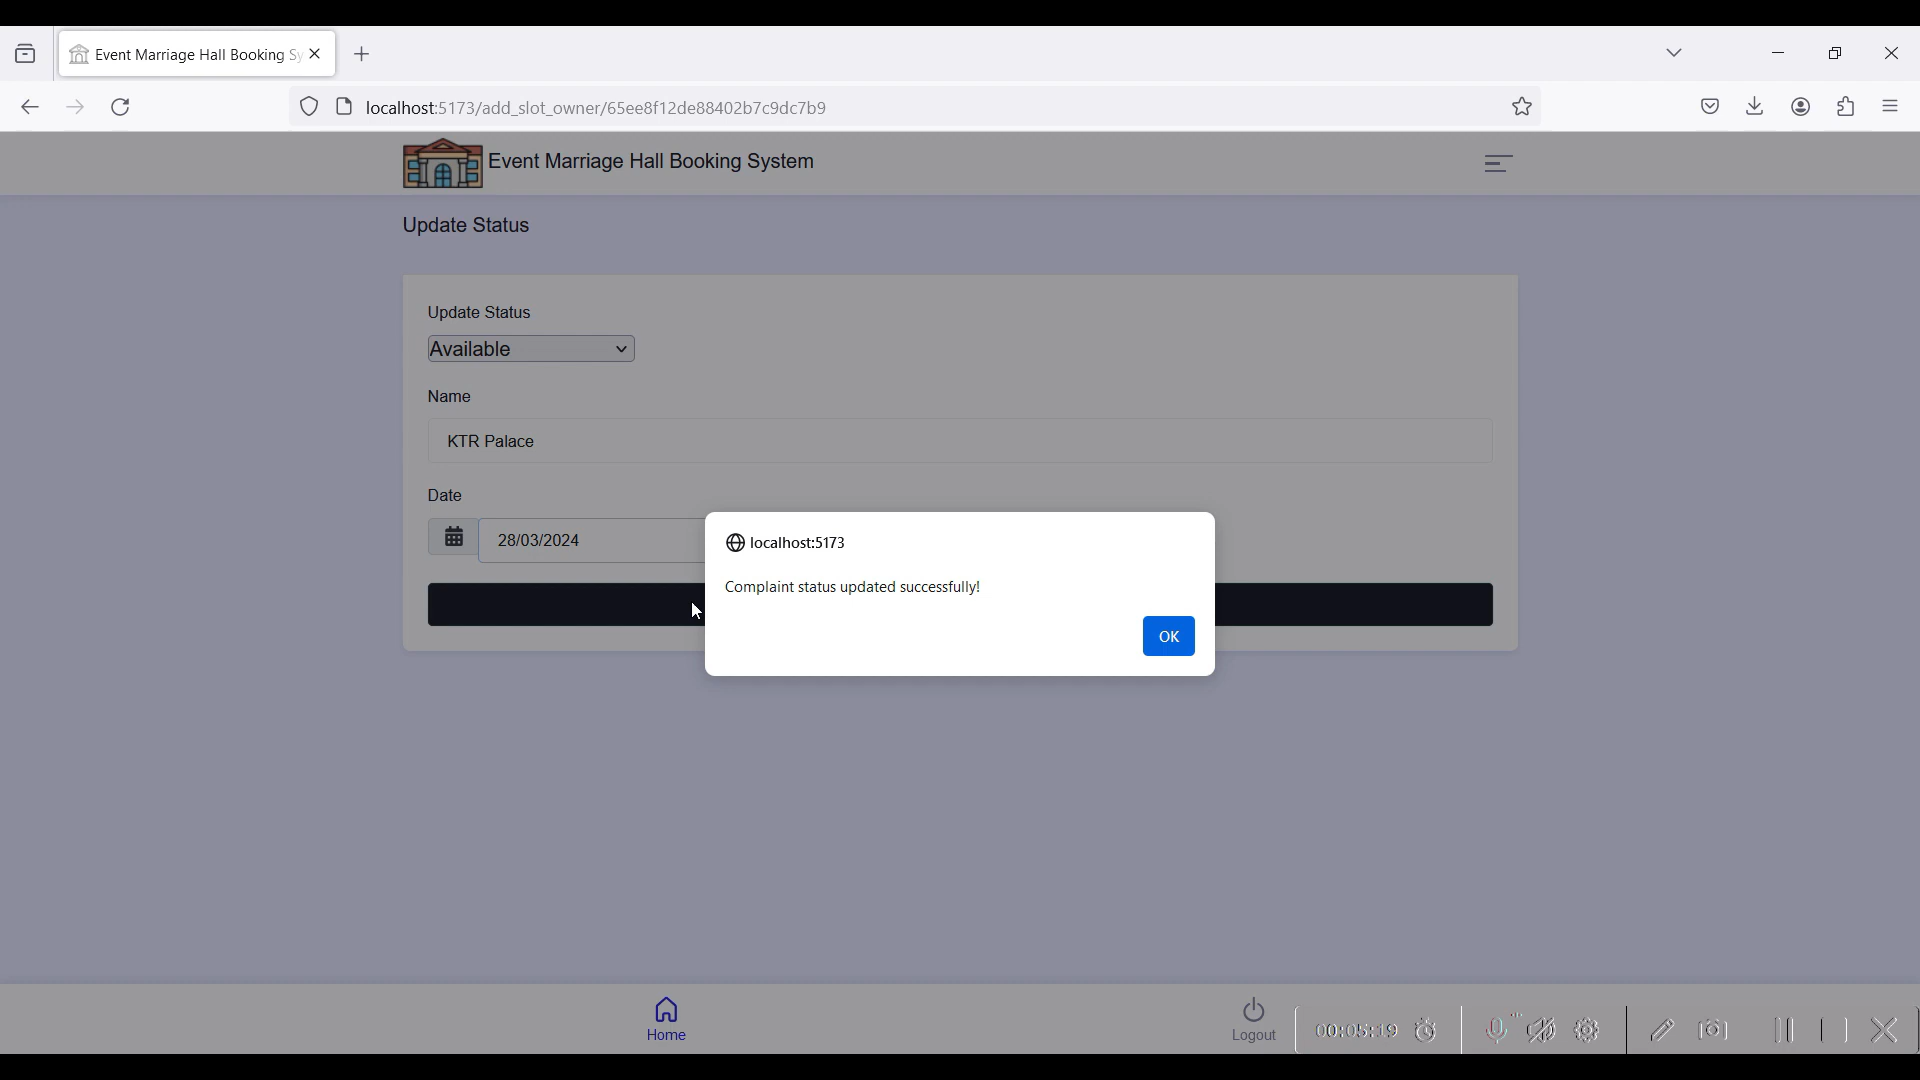 Event Marriage Hall Booking Sy
localhost:5173/add_slot_owner/65ee8f12de88402b7c9dc7b9
Event Marriage Hall Booking System
Update Status
Update Status
Available
Name
KTR Palace
Date
28/03/2024
localhost:5173
Complaint status updated successfully!
OK
Home
Logout
00:05:19